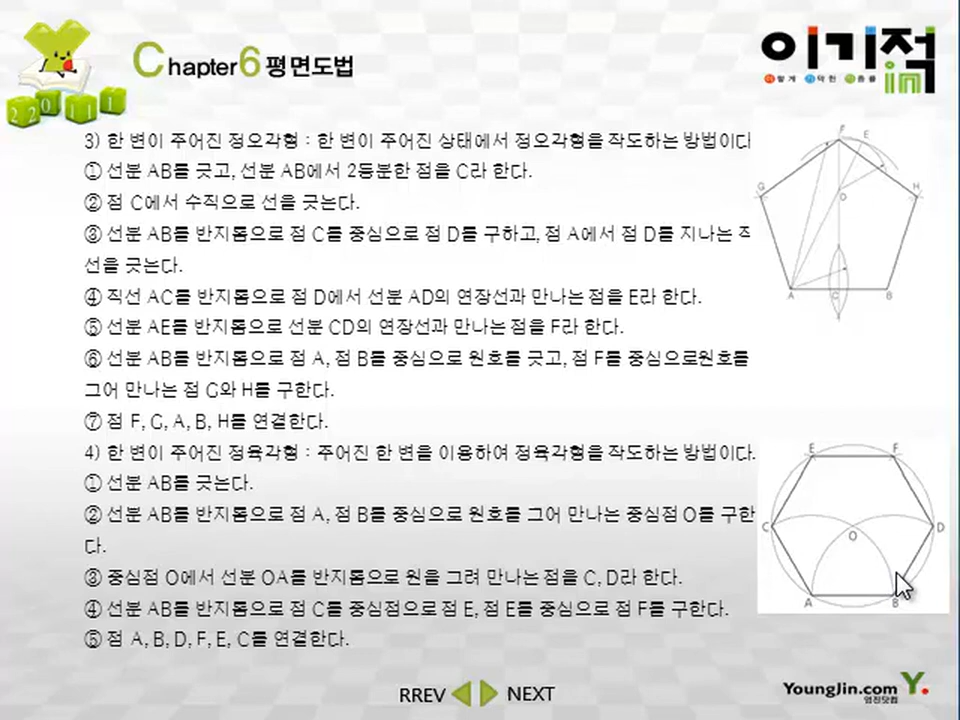 Chapter6 평면도법
이기적in
22011 1
3) 한 변이 주어진 정오각형 : 한 변이 주어진 상태에서 정오각형을 작도하는 방법이다
① 선분 AB를 긋고, 선분 AB에서 2등분한 점을 C라 한다.
② 점 C에서 수직으로 선을 긋는다.
③ 선분 AB를 반지름으로 점 C를 중심으로 점 D를 구하고, 점 A에서 점 D를 지나는 직
선을 긋는다.
④ 직선 AC를 반지름으로 점 D에서 선분 AD의 연장선과 만나는 점을 E라 한다.
⑤ 선분 AE를 반지름으로 선분 CD의 연장선과 만나는 점을 F라 한다.
⑥ 선분 AB를 반지름으로 점 A, 점 B를 중심으로 원호를 긋고, 점 F를 중심으로원호를
그어 만나는 점 G와 H를 구한다.
⑦ 점 F, G, A, B, H를 연결한다.
F E
G H
D
A C B
4) 한 변이 주어진 정육각형 : 주어진 한 변을 이용하여 정육각형을 작도하는 방법이다.
① 선분 AB를 긋는다.
② 선분 AB를 반지름으로 점 A, 점 B를 중심으로 원호를 그어 만나는 중심점 O를 구한
다.
③ 중심점 O에서 선분 OA를 반지름으로 원을 그려 만나는 점을 C, D라 한다.
④ 선분 AB를 반지름으로 점 C를 중심점으로 점 E, 점 E를 중심으로 점 F를 구한다.
⑤ 점 A, B, D, F, E, C를 연결한다.
E F
C O D
A B
RREV NEXT
YoungJin.com Y.
영진닷컴